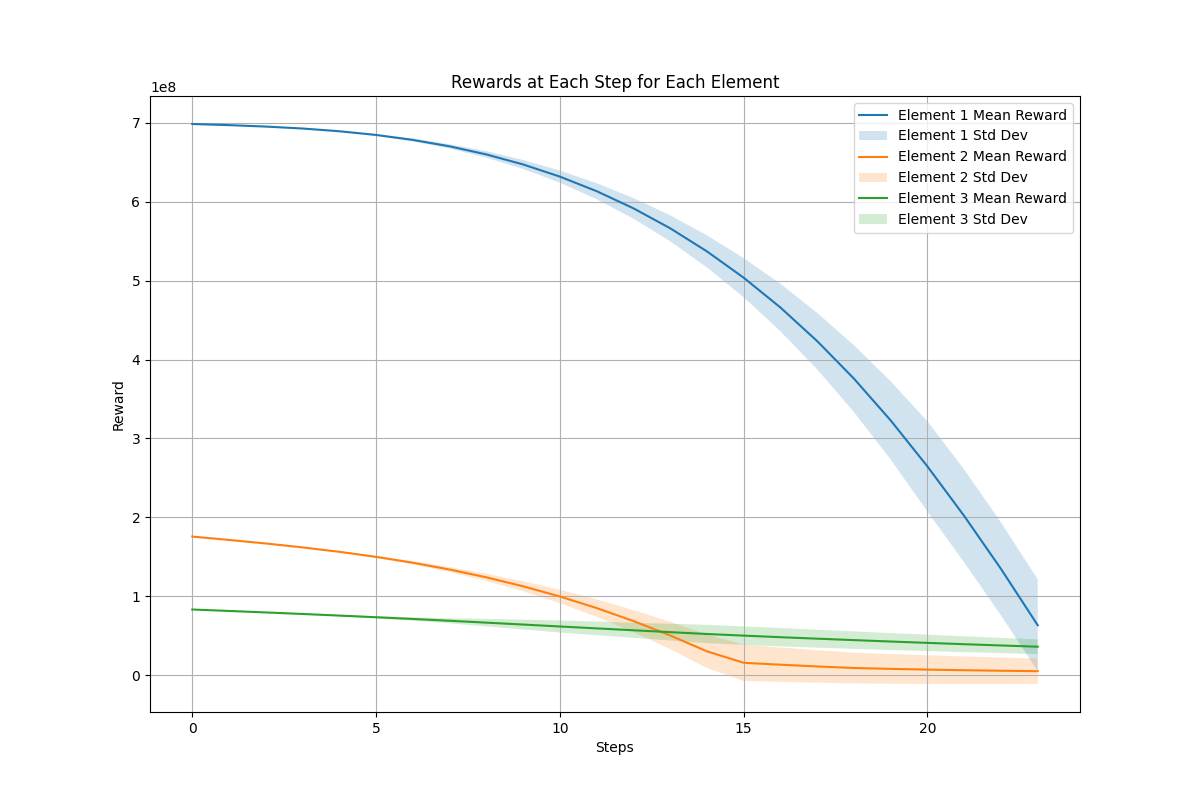 Rewards at Each Step for Each Element
1e8
7
6
5
4
3
2
1
0
Reward
0 5 10 15 20
Steps
Element 1 Mean Reward
Element 1 Std Dev
Element 2 Mean Reward
Element 2 Std Dev
Element 3 Mean Reward
Element 3 Std Dev